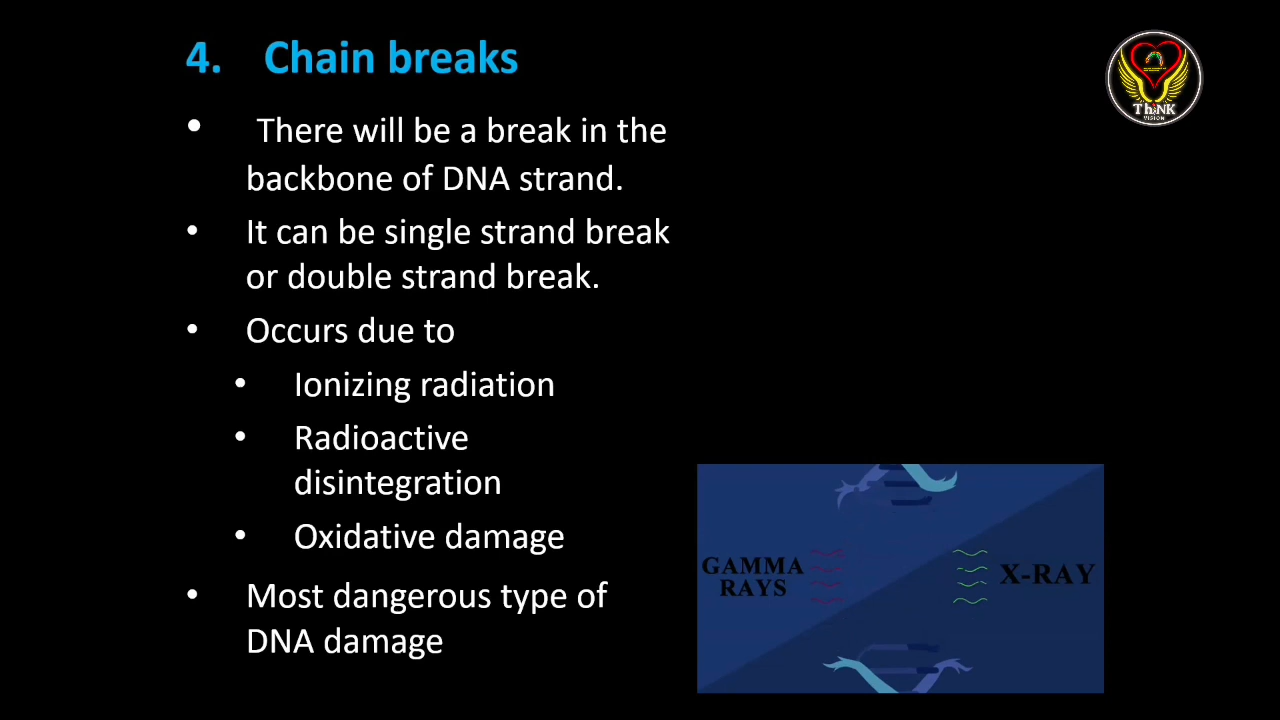 4. Chain breaks
• There will be a break in the
backbone of DNA strand.
• It can be single strand break
or double strand break.
• Occurs due to
• Ionizing radiation
• Radioactive
disintegration
• Oxidative damage
• Most dangerous type of
DNA damage
GAMMA
RAYS
X-RAY
ThiNK
VISION